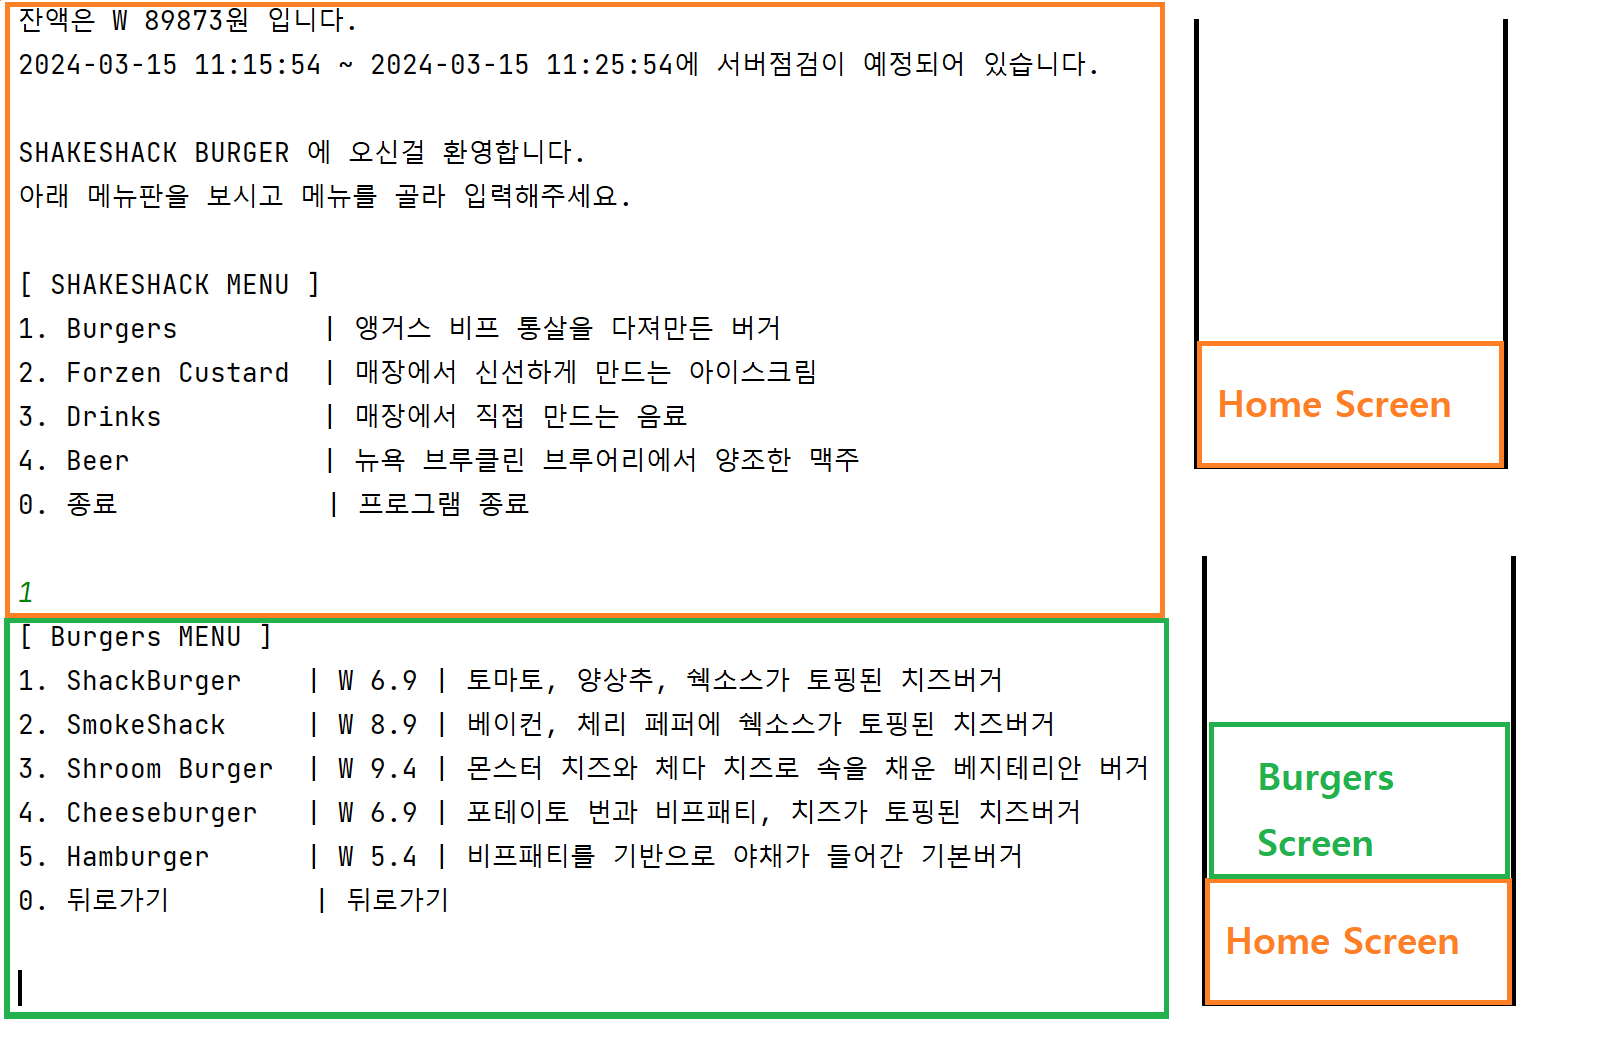 잔액은 W 89873원 입니다.
2024-03-15 11:15:54 ~ 2024-03-15 11:25:54에 서버점검이 예정되어 있습니다.
SHAKESHACK BURGER 에 오신걸 환영합니다.
아래 메뉴판을 보시고 메뉴를 골라 입력해주세요.
[ SHAKESHACK MENU ]
1. Burgers | 앵거스 비프 통살을 다져만든 버거
2. Forzen Custard | 매장에서 신선하게 만드는 아이스크림
3. Drinks | 매장에서 직접 만드는 음료
4. Beer | 뉴욕 브루클린 브루어리에서 양조한 맥주
0. 종료 | 프로그램 종료
1
[ Burgers MENU ]
1. ShackBurger | W 6.9 | 토마토, 양상추, 쉑소스가 토핑된 치즈버거
2. SmokeShack | W 8.9 | 베이컨, 체리 페퍼에 쉑소스가 토핑된 치즈버거
3. Shroom Burger | W 9.4 | 몬스터 치즈와 체다 치즈로 속을 채운 베지테리안 버거
4. Cheeseburger | W 6.9 | 포테이토 번과 비프패티, 치즈가 토핑된 치즈버거
5. Hamburger | W 5.4 | 비프패티를 기반으로 야채가 들어간 기본버거
0. 뒤로가기 | 뒤로가기
Home Screen
Burgers
Screen
Home Screen